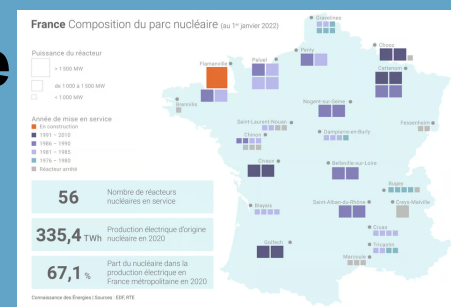 e
France Composition du parc nucléaire (au 1er janvier 2022)
Puissance du réacteur
> 1 500 MW
de 1 000 à 1 500 MW
< 1 000 MW
Année de mise en service
En construction
1991 – 2010
1986 – 1990
1981 – 1985
1976 – 1980
Réacteur arrêté
Gravelines
Penly
Paluel
Flamanville
Chooz
Cattenom
Brennilis
Nogent-sur-Seine
Saint-Laurent-Nouan
Chinon
Dampierre-en-Burly
Fessenheim
Civaux
Belleville-sur-Loire
Bugey
Blayais
Saint-Alban-du-Rhône
Creys-Malville
Cruas
Golfech
Tricastin
Marcoule
56 Nombre de réacteurs
nucléaires en service
335,4 TWh Production électrique d'origine
nucléaire en 2020
67,1 % Part du nucléaire dans la
production électrique en
France métropolitaine en 2020
Connaissance des Énergies | Sources : EDF, RTE